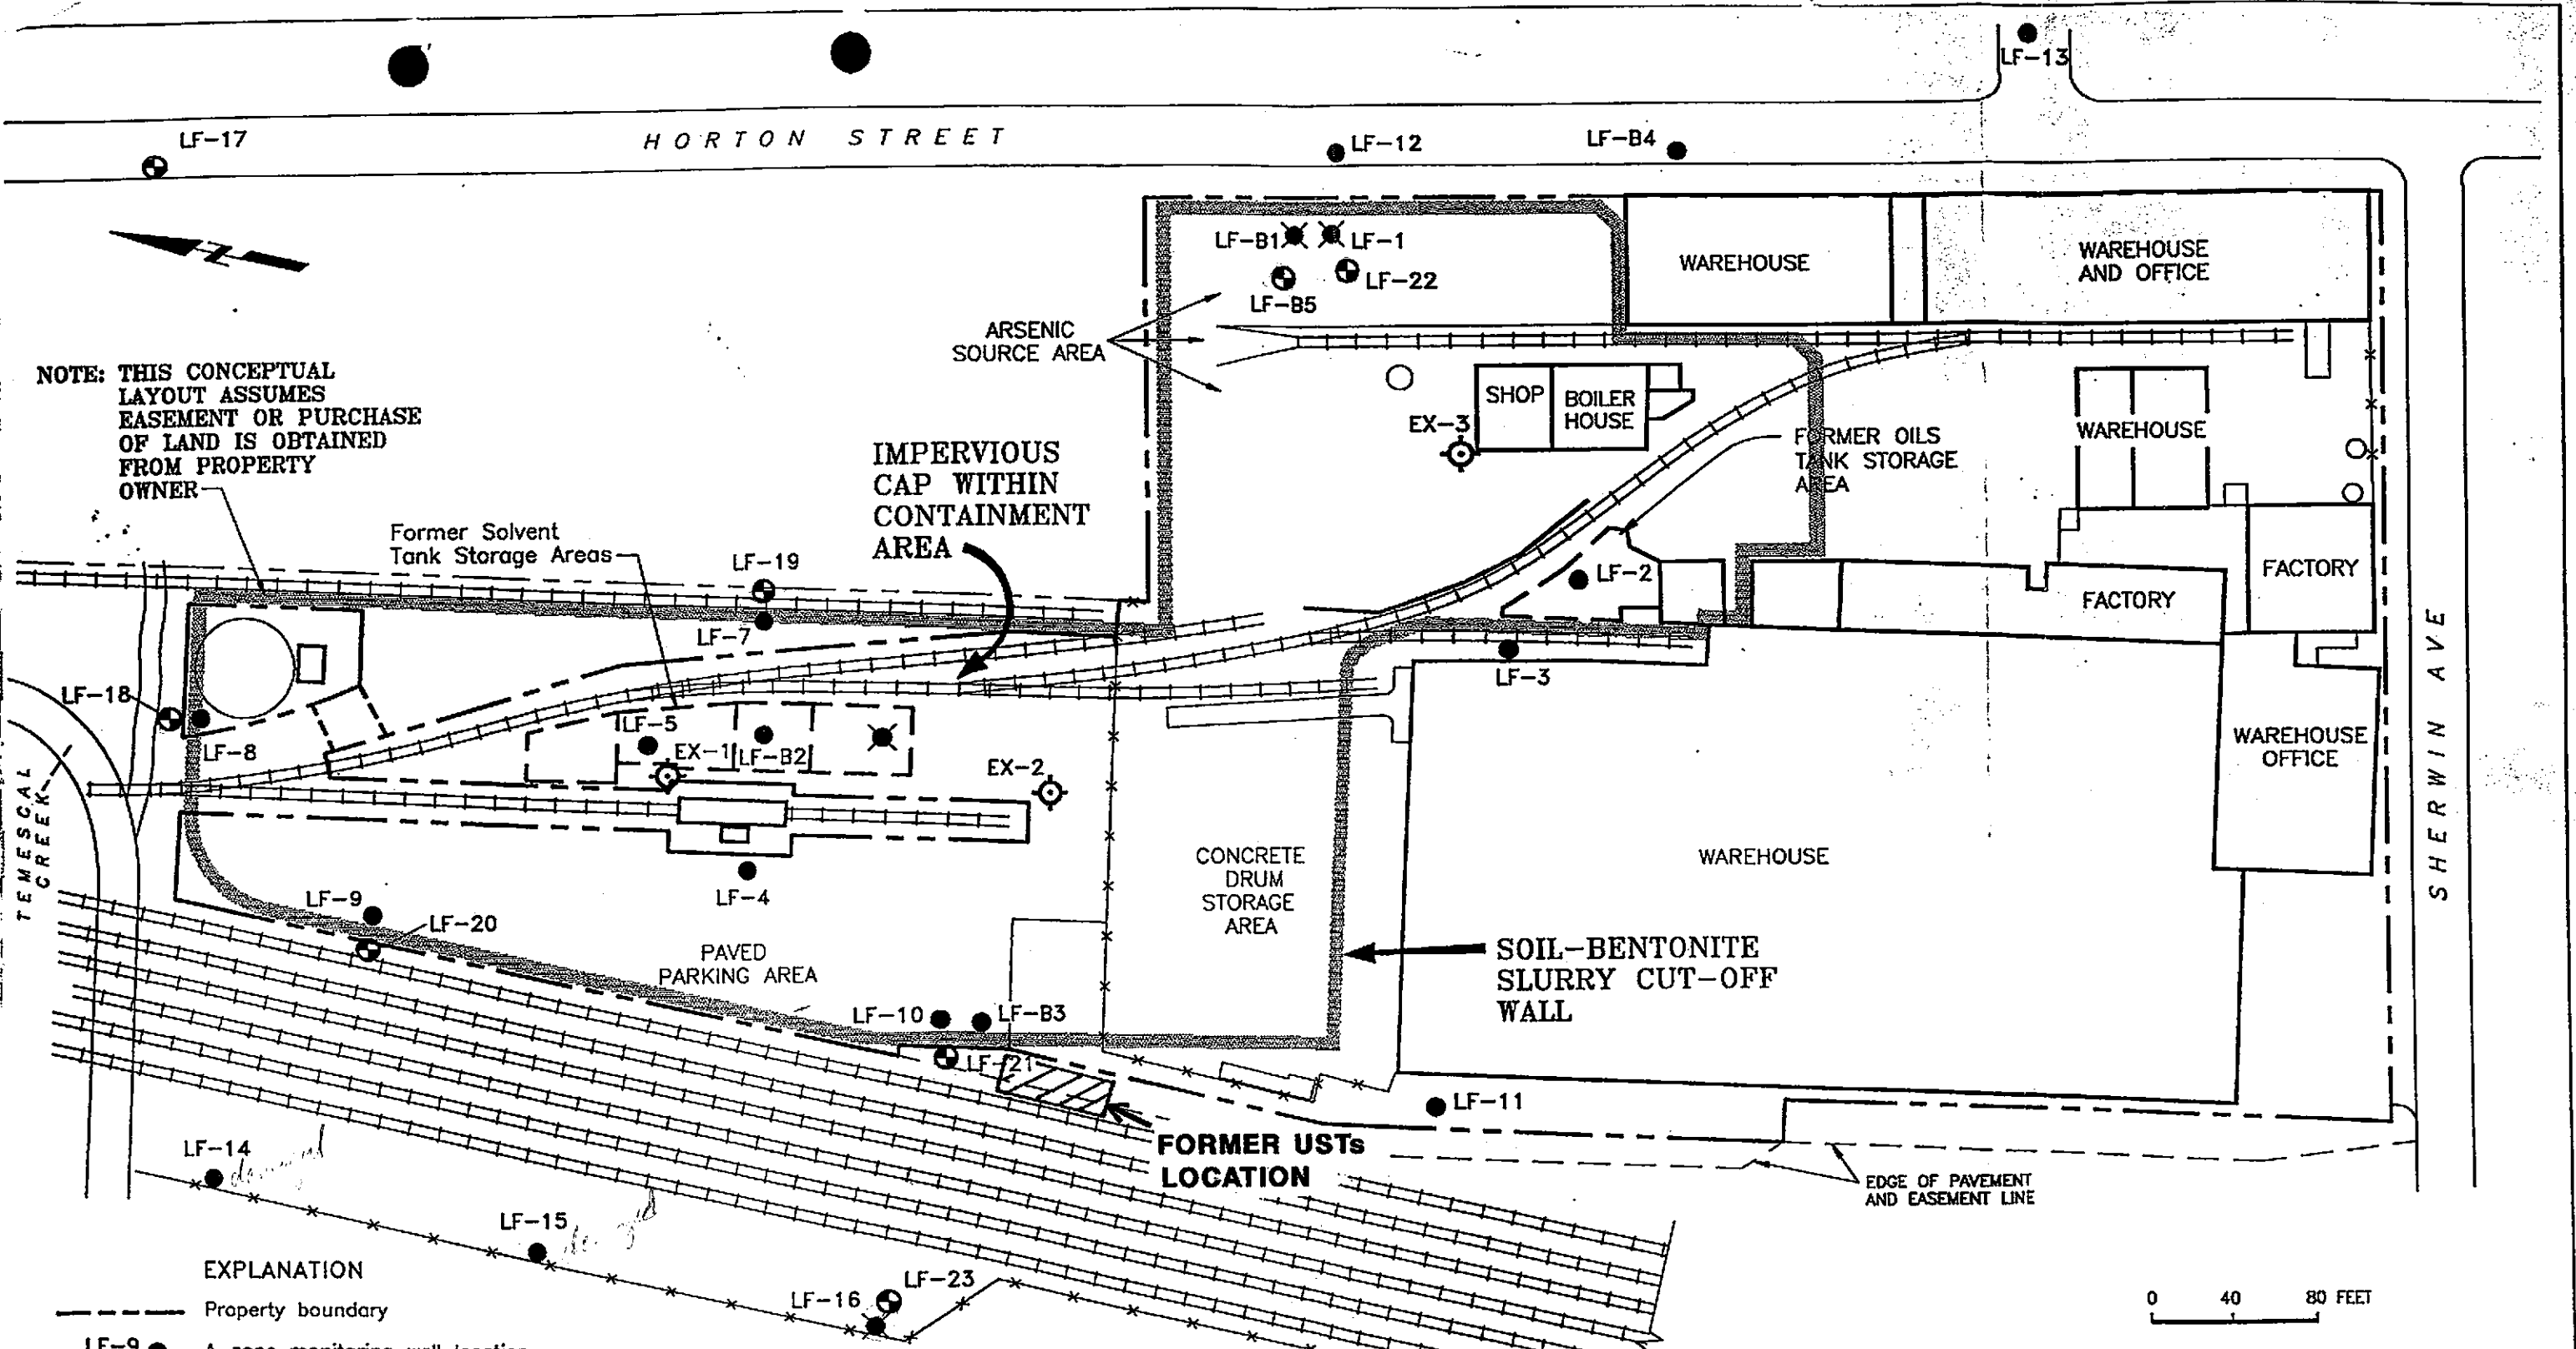 LF-13
LF-17
HORTON STREET
LF-12
LF-B4
LF-B1
LF-1
LF-B5
LF-22
WAREHOUSE
WAREHOUSE
AND OFFICE
ARSENIC
SOURCE AREA
NOTE: THIS CONCEPTUAL
LAYOUT ASSUMES
EASEMENT OR PURCHASE
OF LAND IS OBTAINED
FROM PROPERTY
OWNER
SHOP
BOILER
HOUSE
EX-3
FORMER OILS
TANK STORAGE
AREA
WAREHOUSE
IMPERVIOUS
CAP WITHIN
CONTAINMENT
AREA
Former Solvent
Tank Storage Areas
LF-19
LF-7
LF-2
FACTORY
FACTORY
LF-3
LF-18
LF-8
LF-5
EX-1
LF-B2
EX-2
WAREHOUSE
OFFICE
SHERWIN AVE
TEMESCAL
CREEK
LF-4
CONCRETE
DRUM
STORAGE
AREA
WAREHOUSE
LF-9
LF-20
PAVED
PARKING AREA
SOIL-BENTONITE
SLURRY CUT-OFF
WALL
LF-10
LF-B3
LF-21
LF-11
FORMER USTs
LOCATION
EDGE OF PAVEMENT
AND EASEMENT LINE
LF-14
LF-15
LF-23
LF-16
EXPLANATION
Property boundary
LF-9
A-zone monitoring well location
0 40 80 FEET